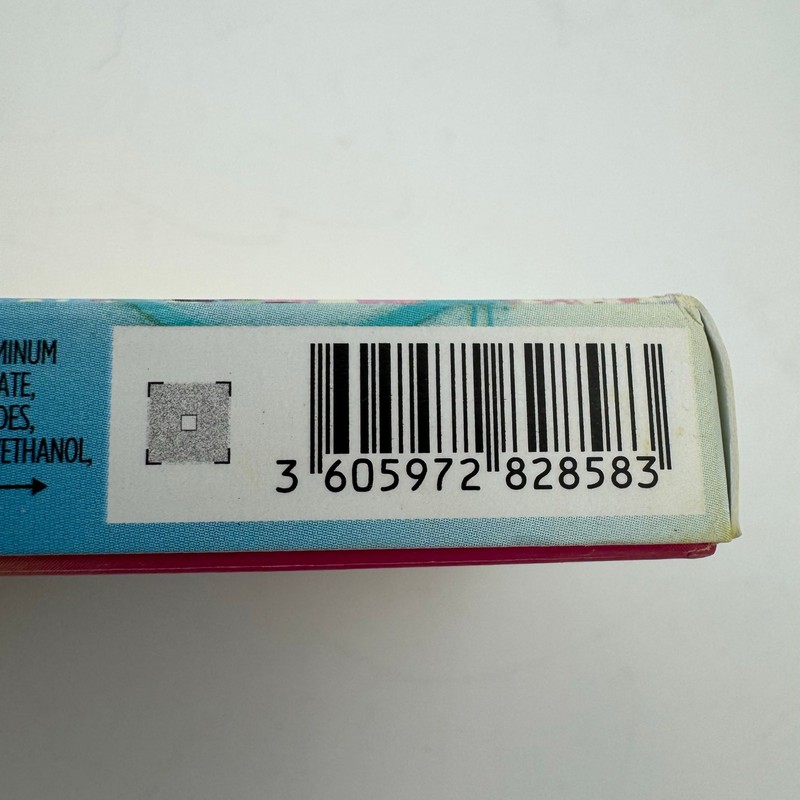 MINUM
ATE,
DES,
ETHANOL,
3 605972 828583